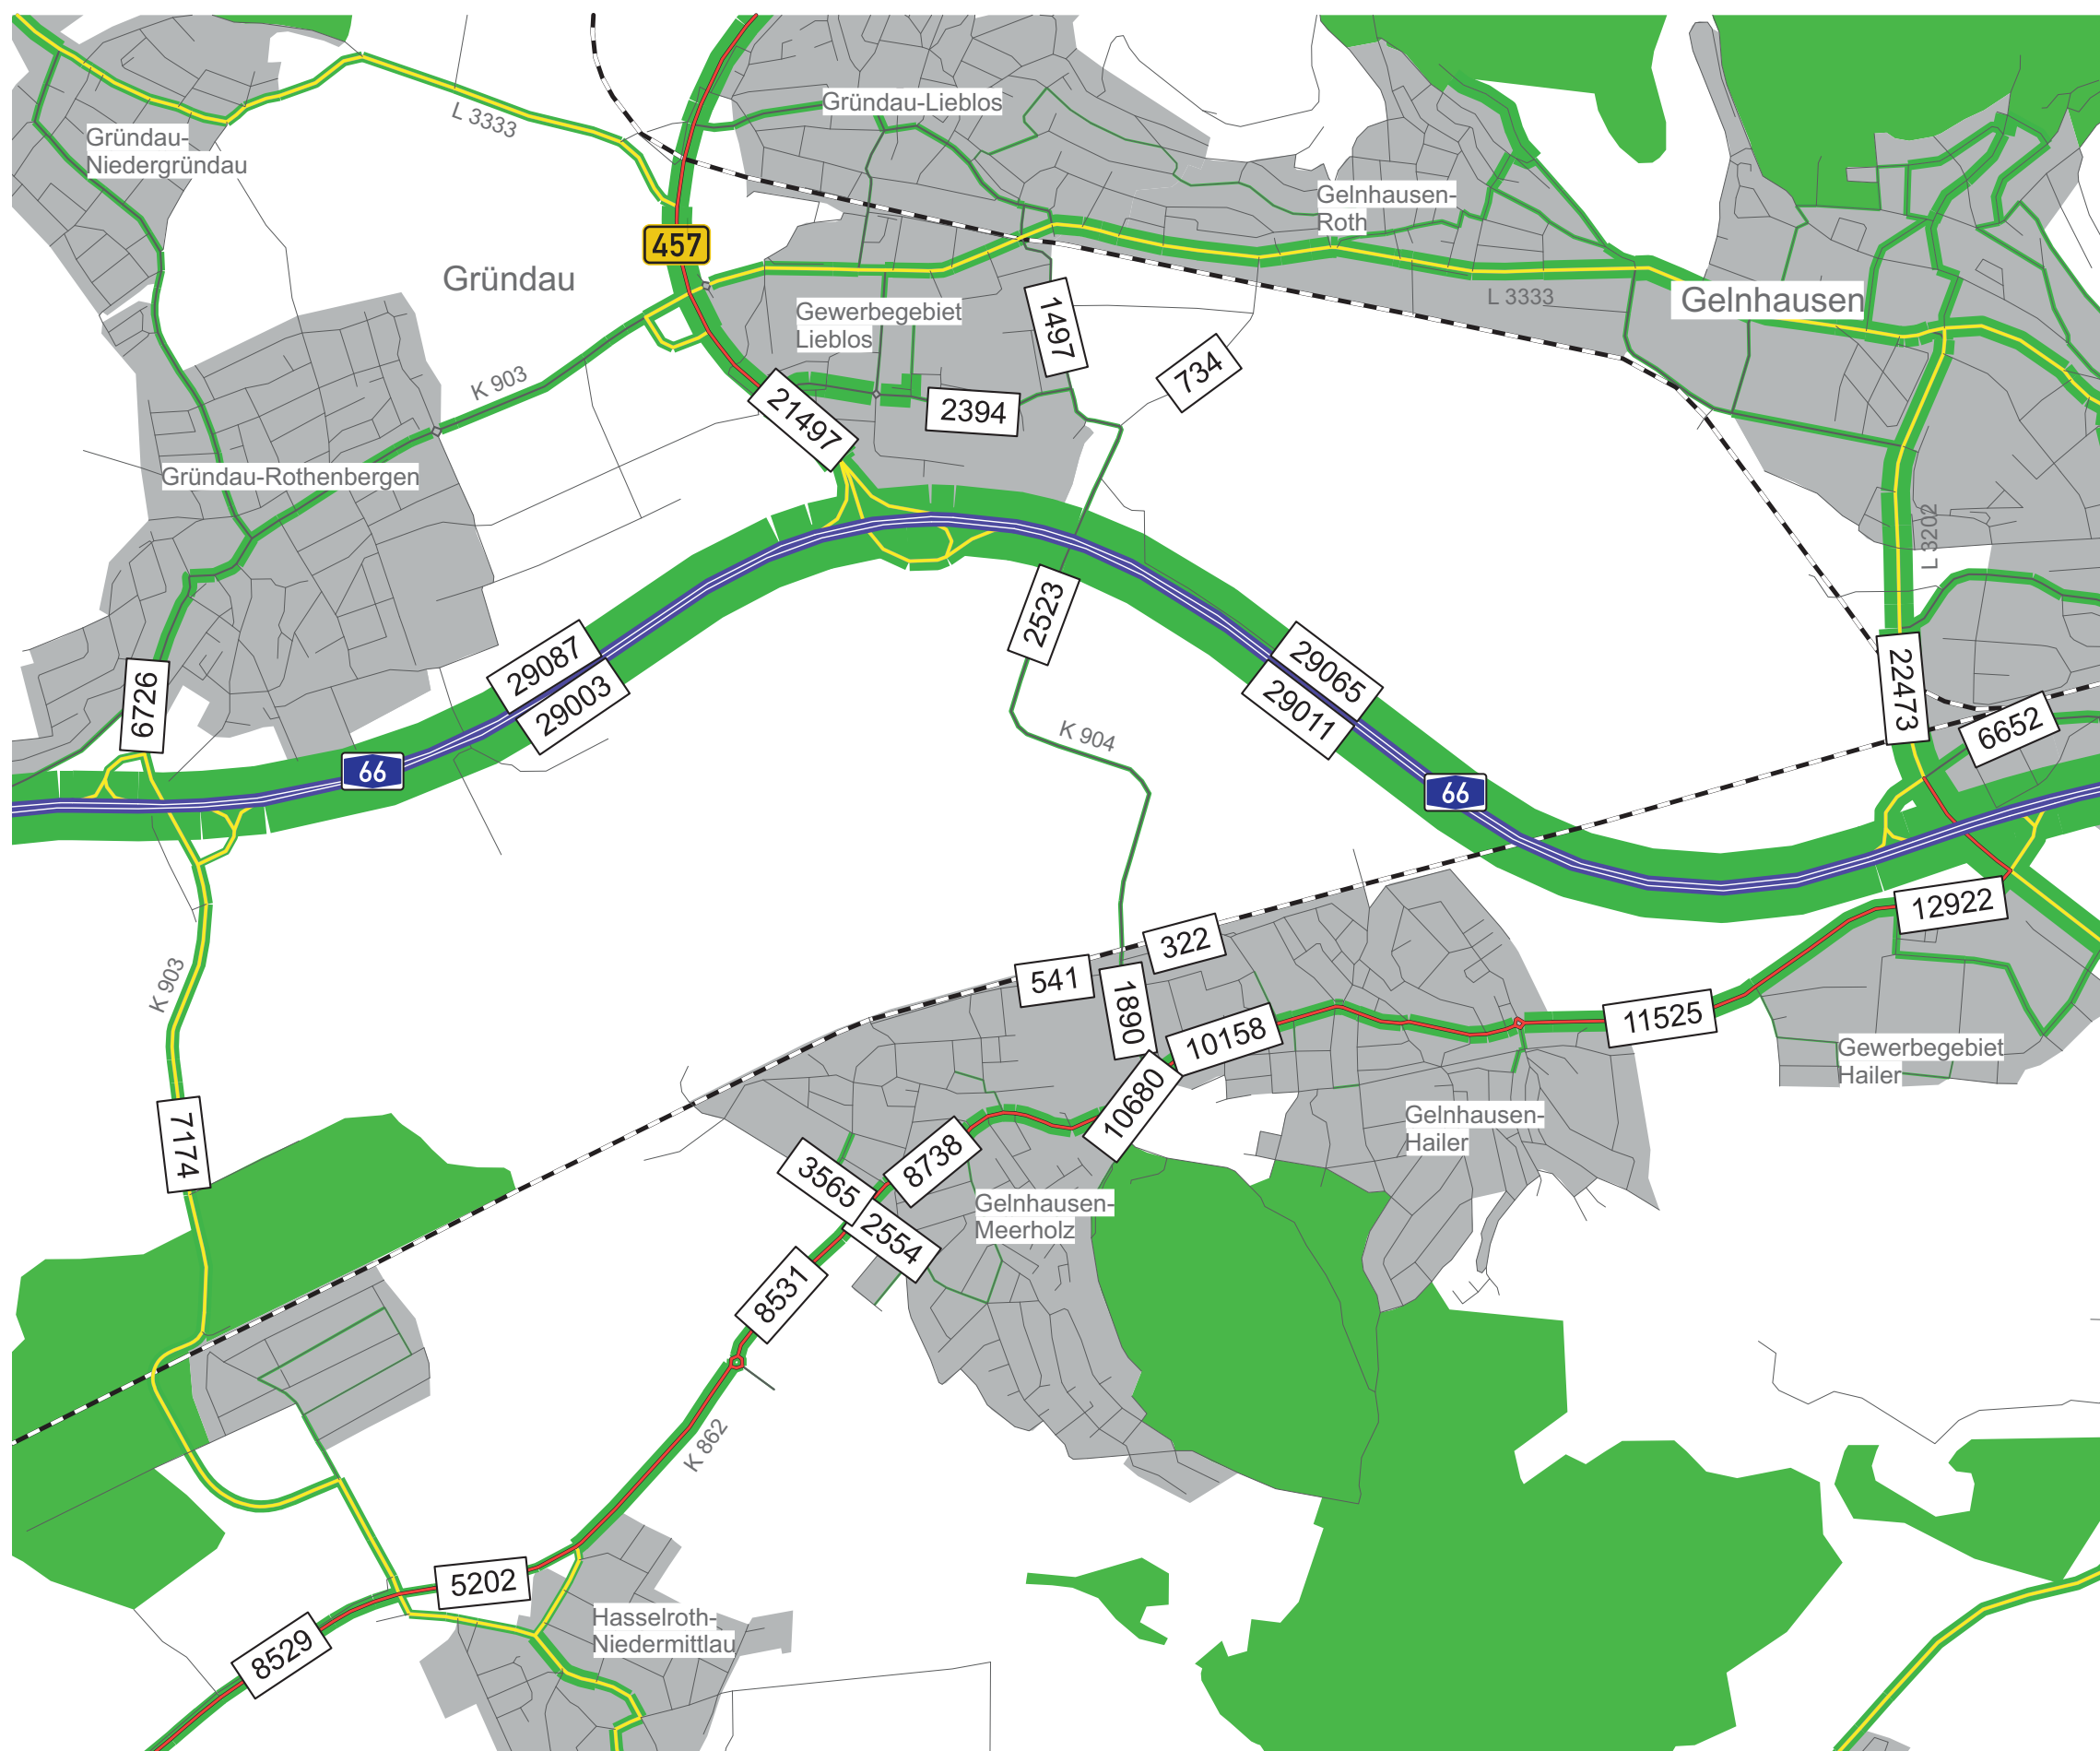 Gründau-Lieblos
L 3333
Gründau-
Niedergründau
Gelnhausen-
Roth
457
Gründau
L 3333
Gelnhausen
Gewerbegebiet
Lieblos
1497
734
K 903
21497
2394
Gründau-Rothenbergen
L 3202
2523
6726
29087
29003
29065
29011
22473
6652
K 904
66
66
12922
322
541
K 903
1890
10158
11525
Gewerbegebiet
Hailer
10680
Gelnhausen-
Hailer
7174
8738
3565
2554
Gelnhausen-
Meerholz
8531
K 862
5202
Hasselroth-
Niedermittlau
8529